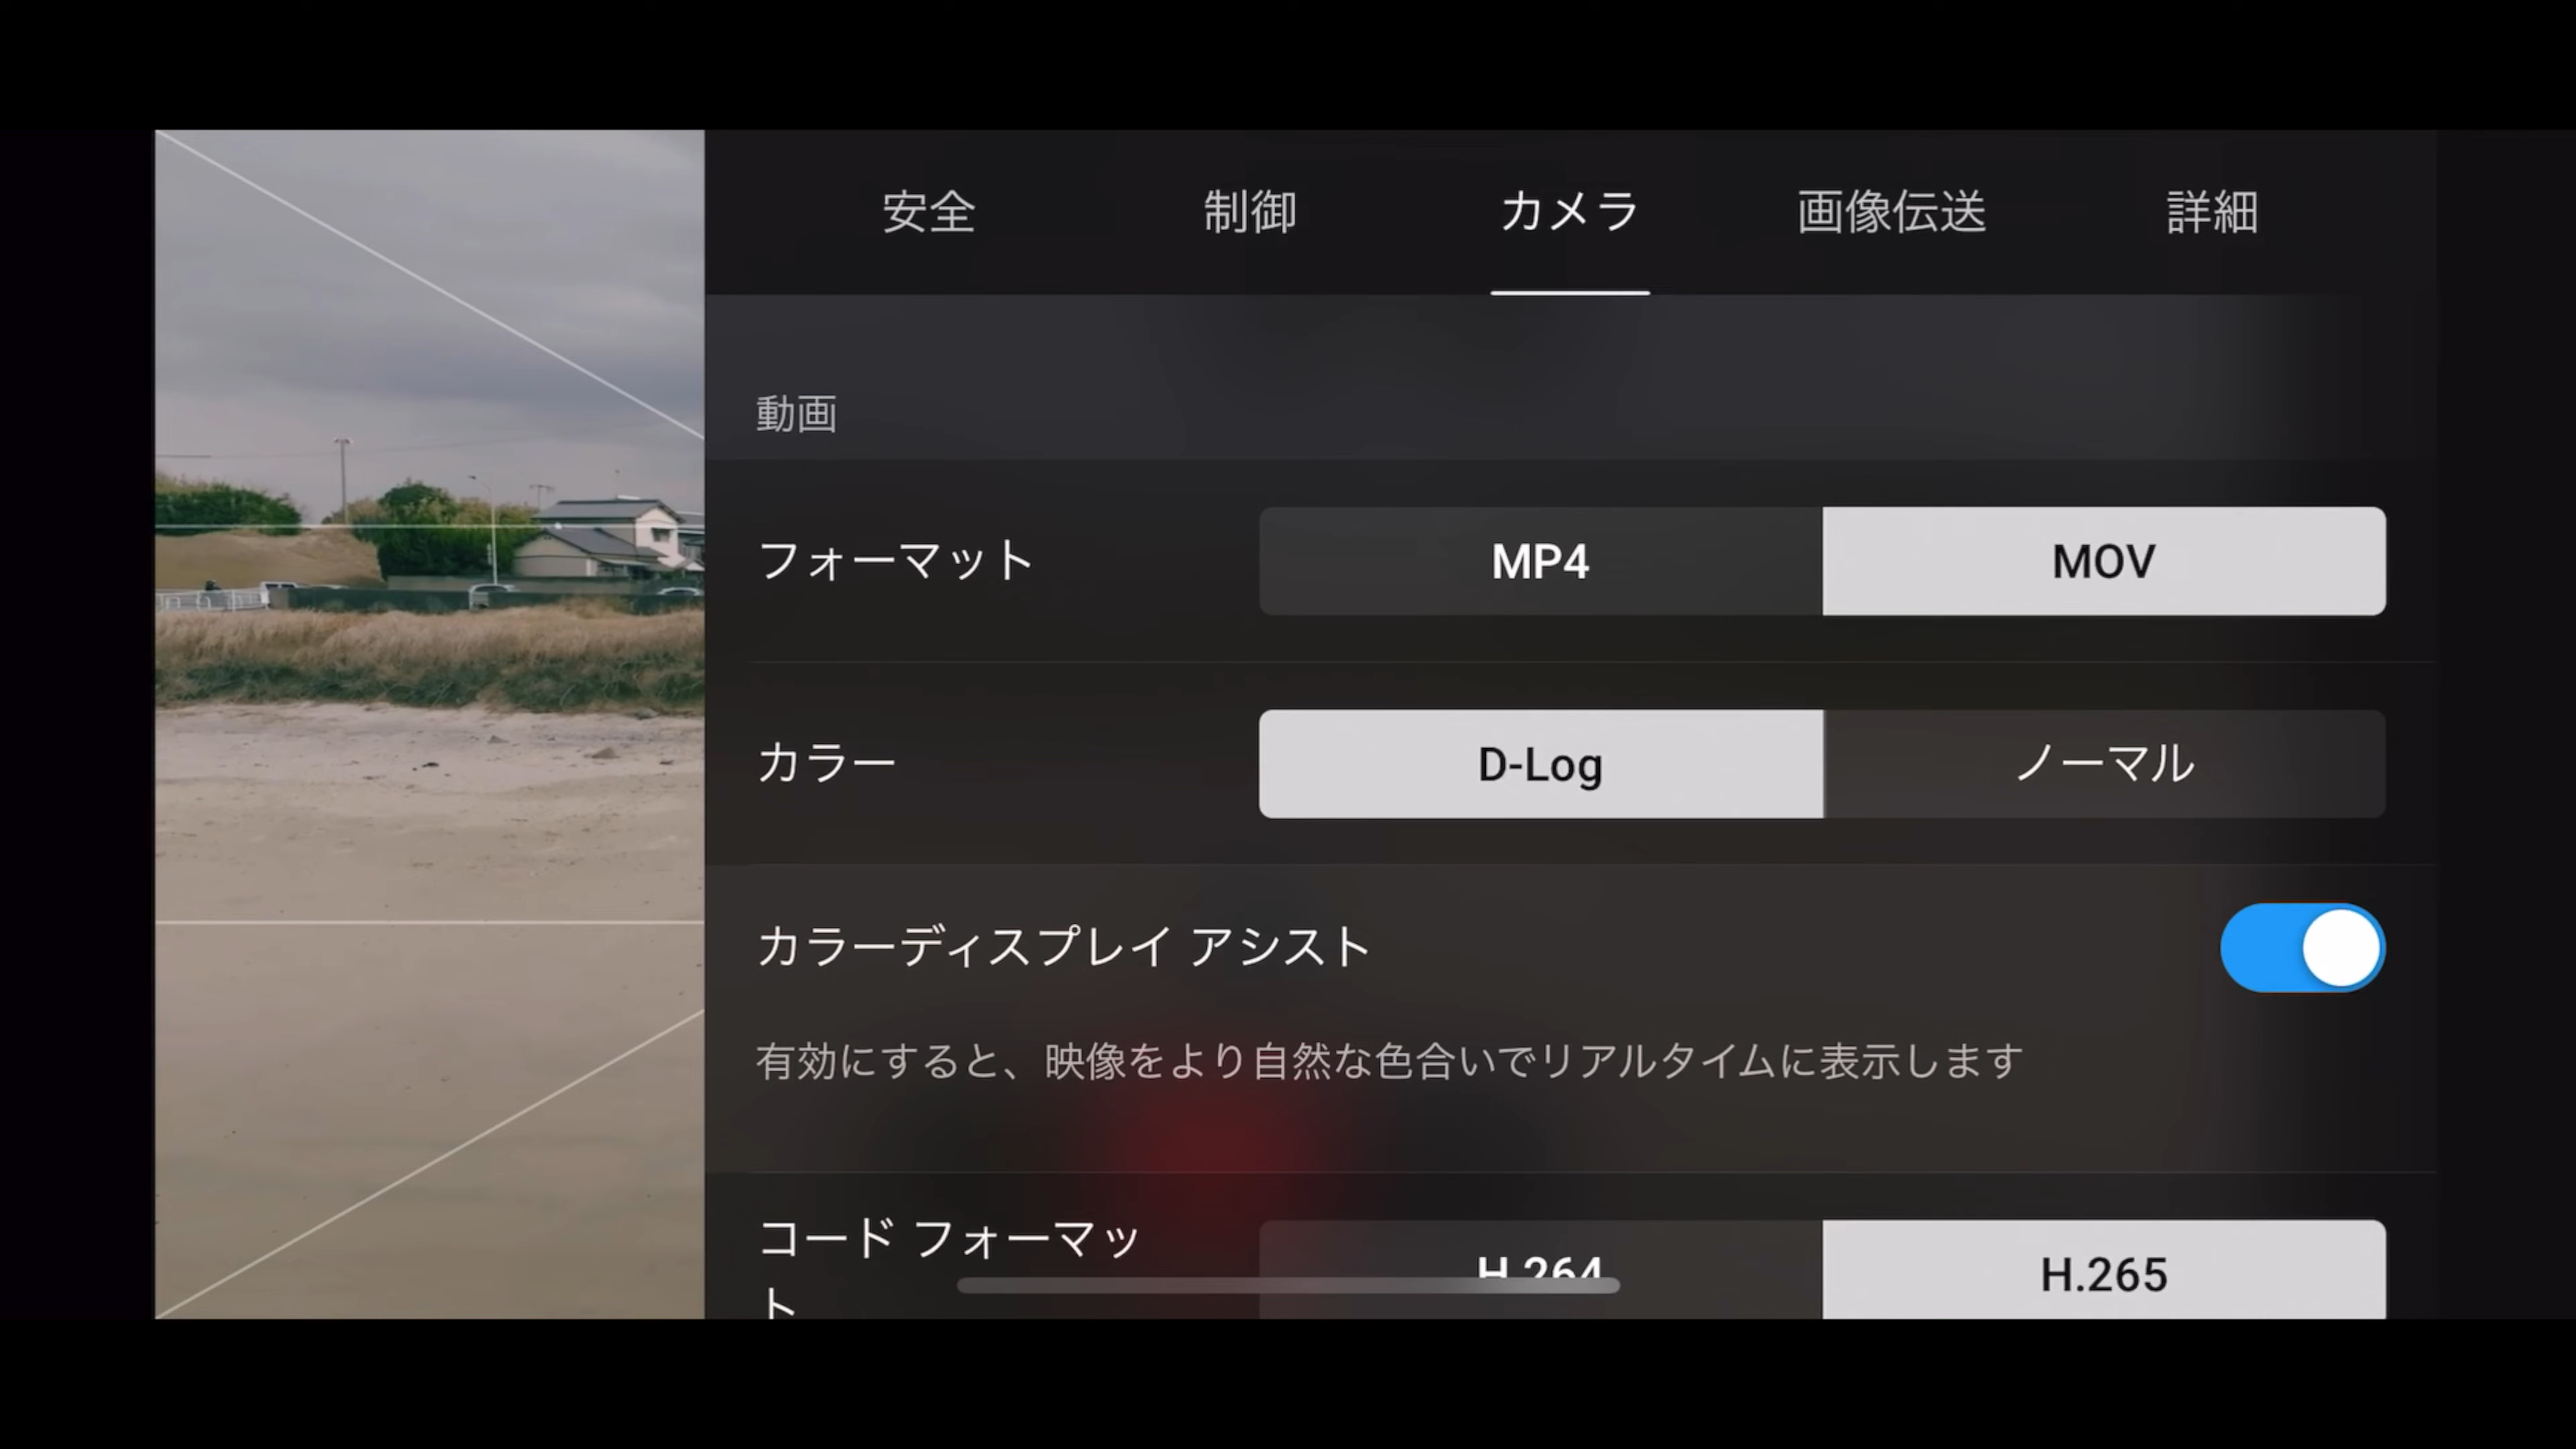 安全 制御 カメラ 画像伝送 詳細
動画
フォーマット MP4 MOV
カラー D-Log ノーマル
カラーディスプレイ アシスト
有効にすると、映像をより自然な色合いでリアルタイムに表示します
コード フォーマッ
ト
H.264 H.265